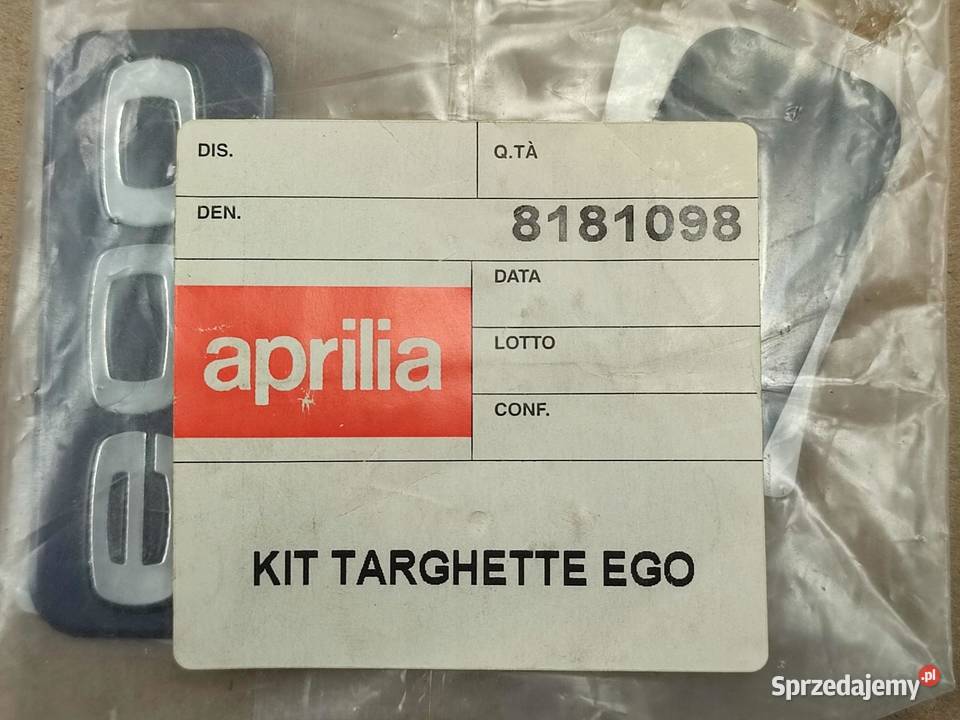 DIS.
Q.TÀ
DEN.
8181098
DATA
aprilia
LOTTO
CONF.
KIT TARGHETTE EGO
Sprzedajemy.pl